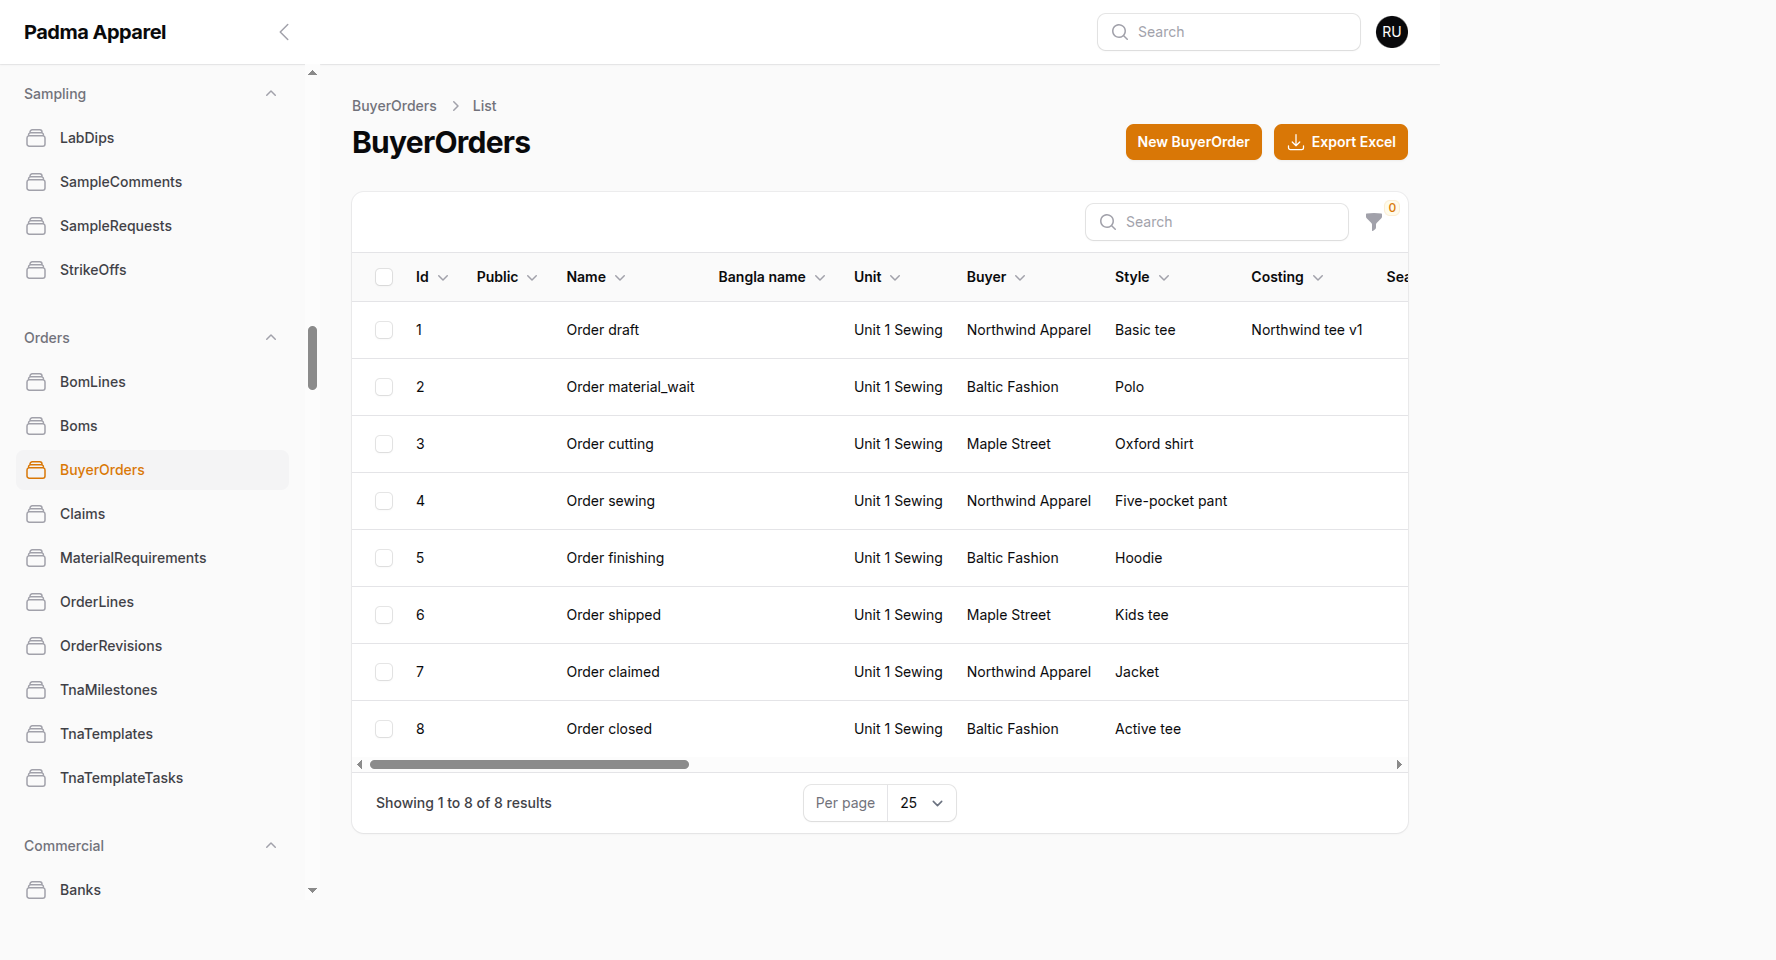 Padma Apparel
Search
RU
Sampling
LabDips
SampleComments
SampleRequests
StrikeOffs
Orders
BomLines
Boms
BuyerOrders
Claims
MaterialRequirements
OrderLines
OrderRevisions
TnaMilestones
TnaTemplates
TnaTemplateTasks
Commercial
Banks
BuyerOrders > List
BuyerOrders
New BuyerOrder
Export Excel
Search
0
Id Public Name Bangla name Unit Buyer Style Costing Sea
1 Order draft Unit 1 Sewing Northwind Apparel Basic tee Northwind tee v1
2 Order material_wait Unit 1 Sewing Baltic Fashion Polo
3 Order cutting Unit 1 Sewing Maple Street Oxford shirt
4 Order sewing Unit 1 Sewing Northwind Apparel Five-pocket pant
5 Order finishing Unit 1 Sewing Baltic Fashion Hoodie
6 Order shipped Unit 1 Sewing Maple Street Kids tee
7 Order claimed Unit 1 Sewing Northwind Apparel Jacket
8 Order closed Unit 1 Sewing Baltic Fashion Active tee
Showing 1 to 8 of 8 results
Per page 25